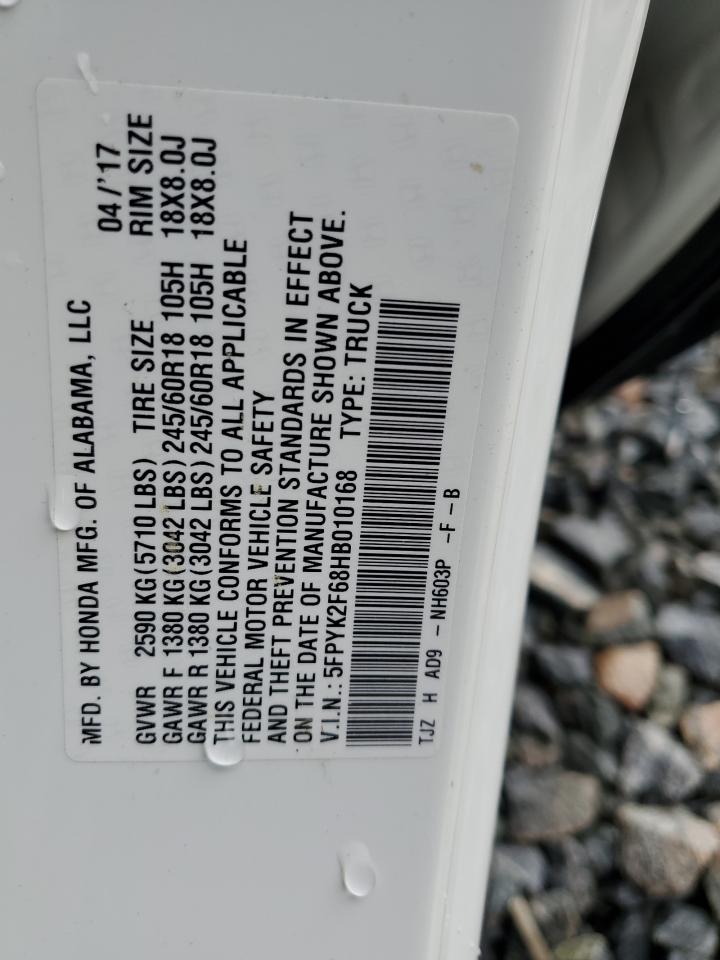 MFD. BY HONDA MFG. OF ALABAMA, LLC 04/'17
GVWR 2590 KG(5710 LBS) TIRE SIZE RIM SIZE
GAWR F 1380 KG(3042 LBS)245/60R18 105H 18X8.0J
GAWR R 1380 KG(3042 LBS)245/60R18 105H 18X8.0J
THIS VEHICLE CONFORMS TO ALL APPLICABLE
FEDERAL MOTOR VEHICLE SAFETY
AND THEFT PREVENTION STANDARDS IN EFFECT
ON THE DATE OF MANUFACTURE SHOWN ABOVE.
V.I.N.: 5FPYK2F68HB010168 TYPE: TRUCK
TJZ H AD9 - NH603P -F - B